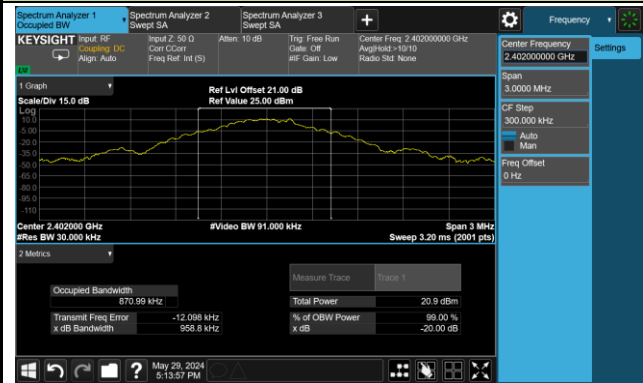 Spectrum Analyzer 1
Occupied BW
Spectrum Analyzer 2
Swept SA
Spectrum Analyzer 3
Swept SA
Frequency
KEYSIGHT
Input: RF
Coupling: DC
Align: Auto
Input Z: 50 Ω
Corr CCorr
Freq Ref: Int (S)
Atten: 10 dB
Trig: Free Run
Gate: Off
#IF Gain: Low
Center Freq: 2.402000000 GHz
Avg|Hold:>10/10
Radio Std: None
Center Frequency
2.402000000 GHz
Settings
Span
3.0000 MHz
CF Step
300.000 kHz
Auto
Man
Freq Offset
0 Hz
1 Graph
Scale/Div 15.0 dB
Ref Lvl Offset 21.00 dB
Ref Value 25.00 dBm
Log
10.0
-5.00
-20.0
-35.0
-50.0
-65.0
-80.0
-95.0
-110
Center 2.402000 GHz
#Res BW 30.000 kHz
#Video BW 91.000 kHz
Span 3 MHz
Sweep 3.20 ms (2001 pts)
2 Metrics
Measure Trace
Trace 1
Occupied Bandwidth
870.99 kHz
Total Power
20.9 dBm
Transmit Freq Error
-12.098 kHz
% of OBW Power
99.00 %
x dB Bandwidth
958.8 kHz
x dB
-20.00 dB
?
May 29, 2024
5:13:57 PM